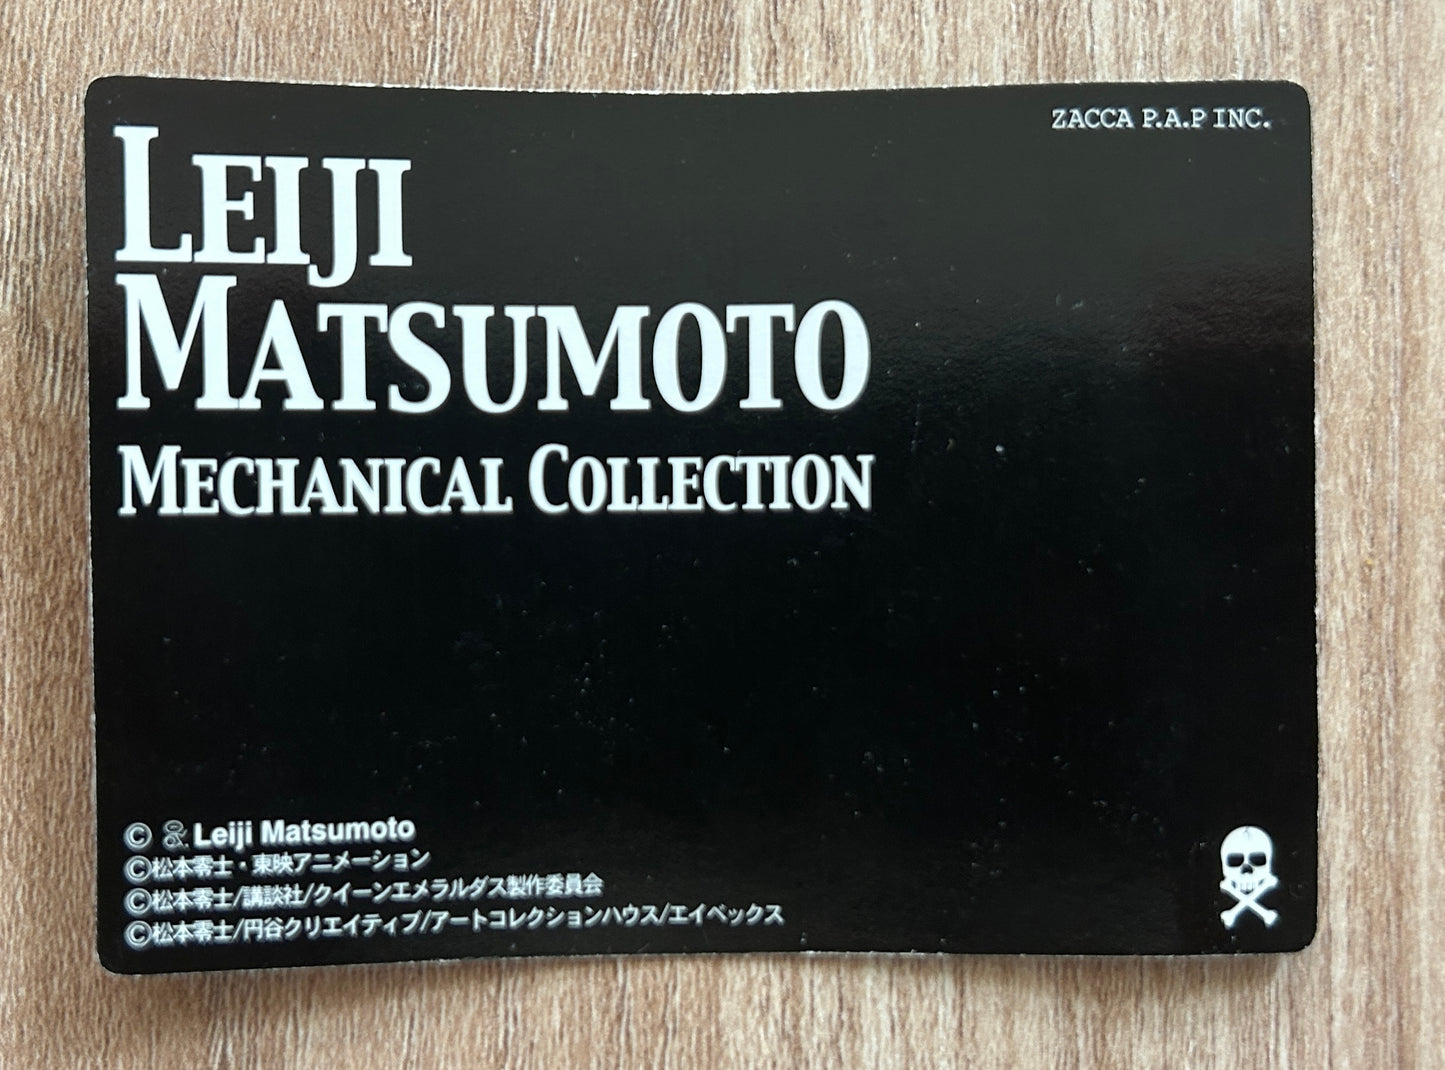 ZACCA P.A.P INC.
LEIJI
MATSUMOTO
MECHANICAL COLLECTION
© Leiji Matsumoto
©松本零士・東映アニメーション
©松本零士/講談社/クイーンエメラルダス製作委員会
©松本零士/円谷クリエイティブ/アートコレクションハウス/エイベックス